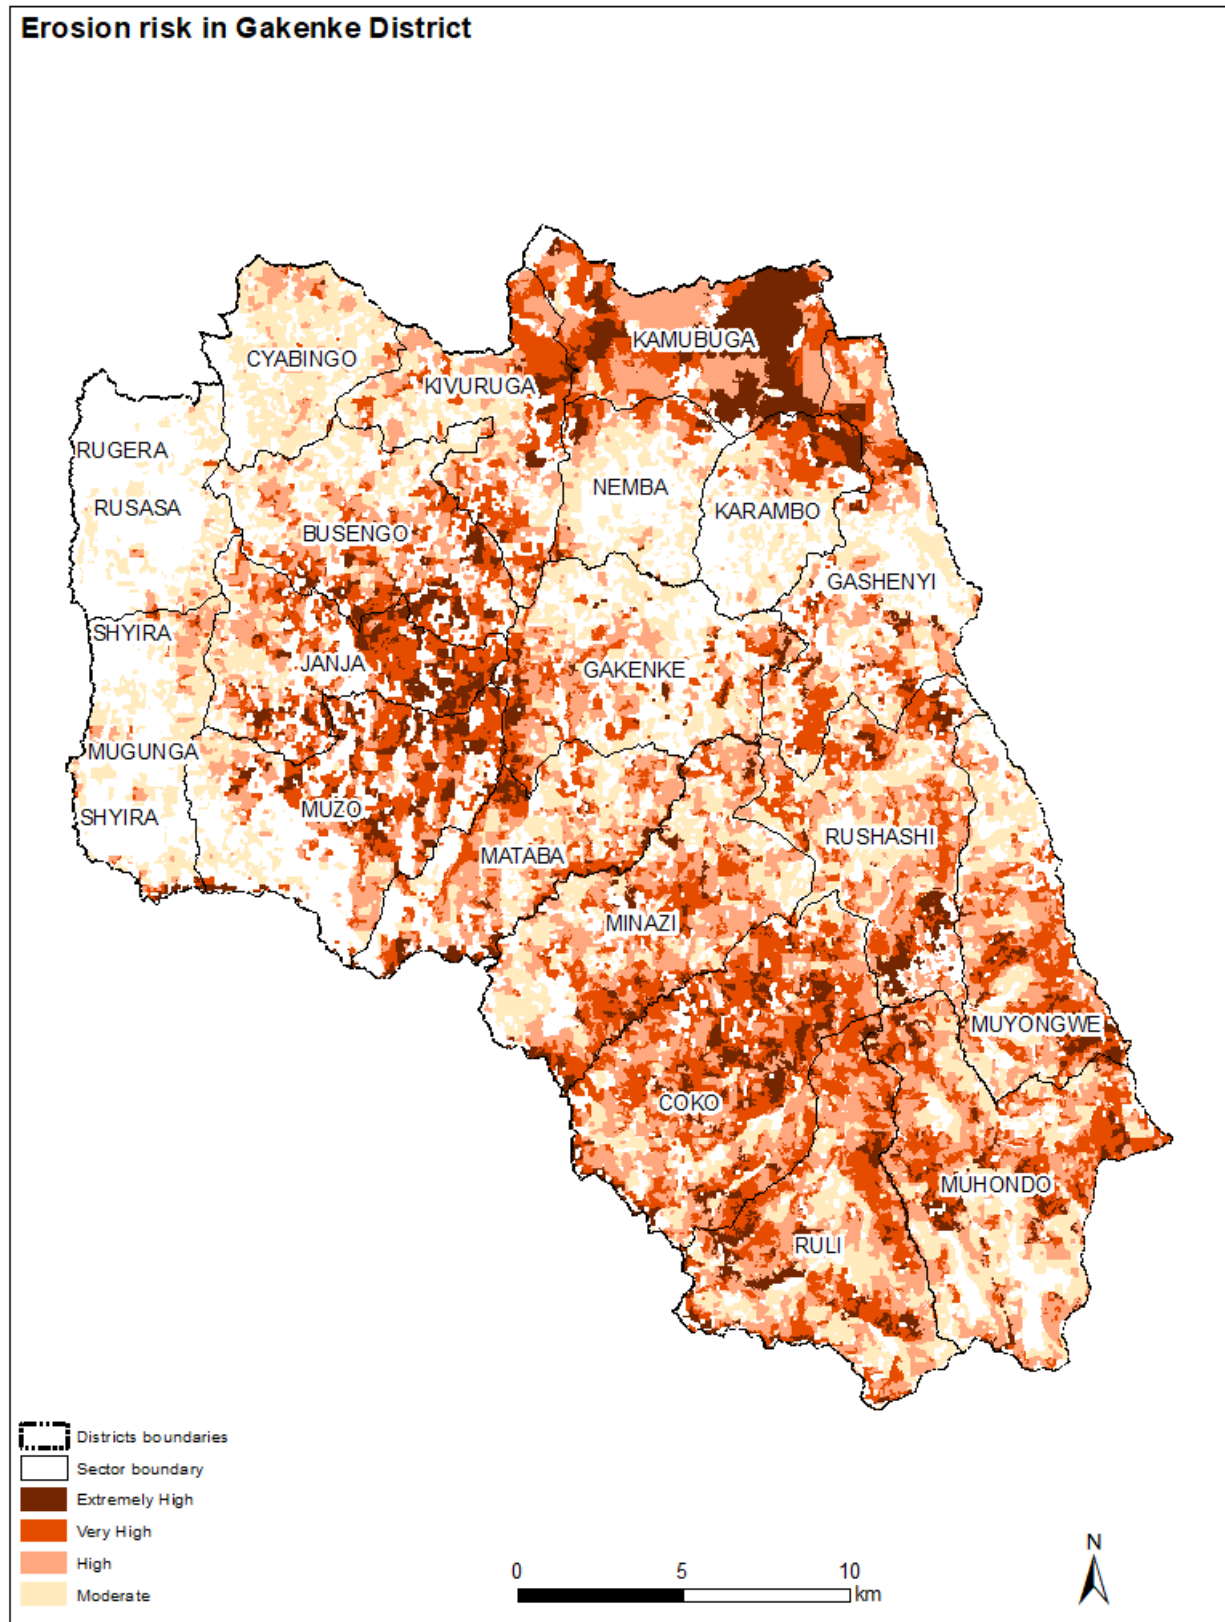 Erosion risk in Gakenke District
KAMUBUGA
CYABINGO
KIVURUGA
RUGERA
NEMBA
RUSASA
KARAMBO
BUSENGO
GASHENYI
SHYIRA
JANJA
GAKENKE
MUGUNGA
MUZO
SHYIRA
RUSHASHI
MATABA
MINAZI
MUYONGWE
COKO
MUHONDO
RULI
Districts boundaries
Sector boundary
Extremely High
Very High
High
Moderate
0 5 10
km
N